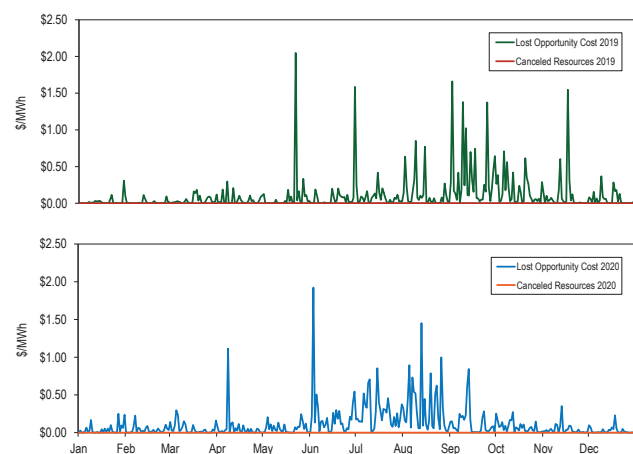 $2.50
$2.00
$1.50
$1.00
$0.50
$0.00
$/MWh
Lost Opportunity Cost 2019
Canceled Resources 2019
$2.50
$2.00
$1.50
$1.00
$0.50
$0.00
$/MWh
Lost Opportunity Cost 2020
Canceled Resources 2020
Jan Feb Mar Apr May Jun Jul Aug Sep Oct Nov Dec